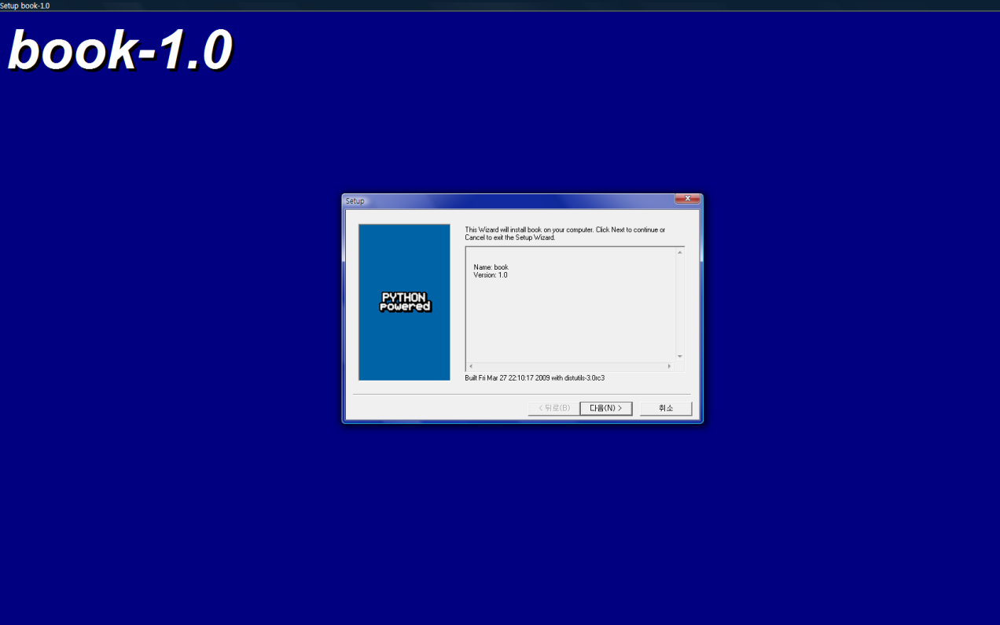 Setup book-1.0
book-1.0
Setup
This Wizard will install book on your computer. Click Next to continue or
Cancel to exit the Setup Wizard.
PYTHON
powered
Name: book
Version: 1.0
Built Fri Mar 27 22:10:17 2009 with distutils-3.0rc3
< 뒤로(B)
다음(N) >
취소